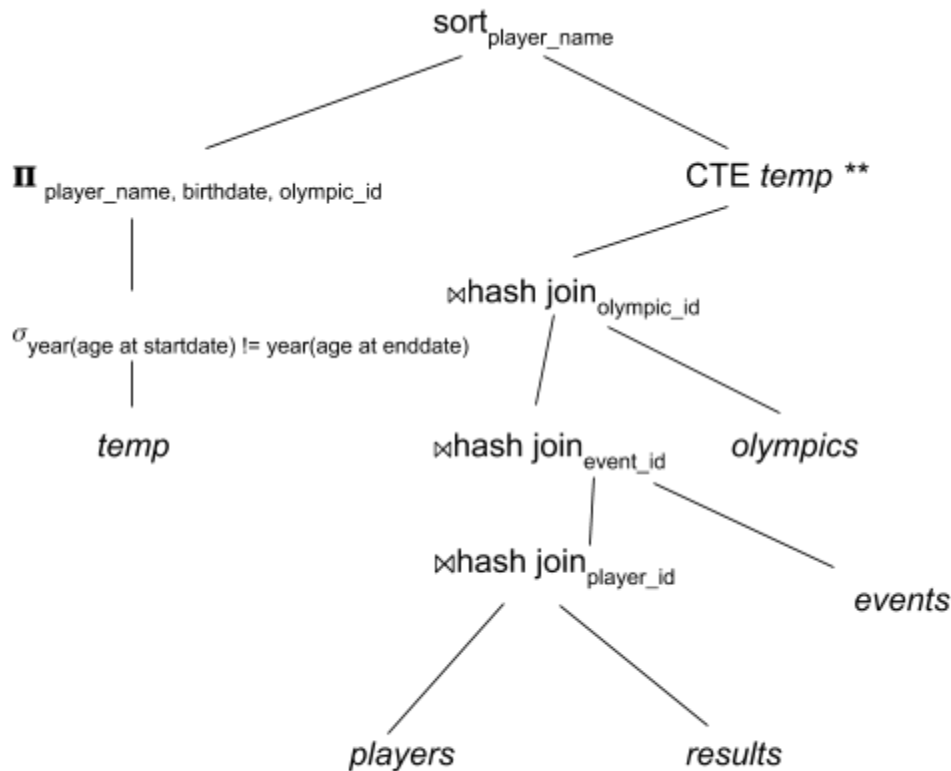 sort player_name
𝚷 player_name, birthdate, olympic_id
CTE temp **
⋈hash join olympic_id
σ year(age at startdate) != year(age at enddate)
temp
⋈hash join event_id
olympics
⋈hash join player_id
events
players
results